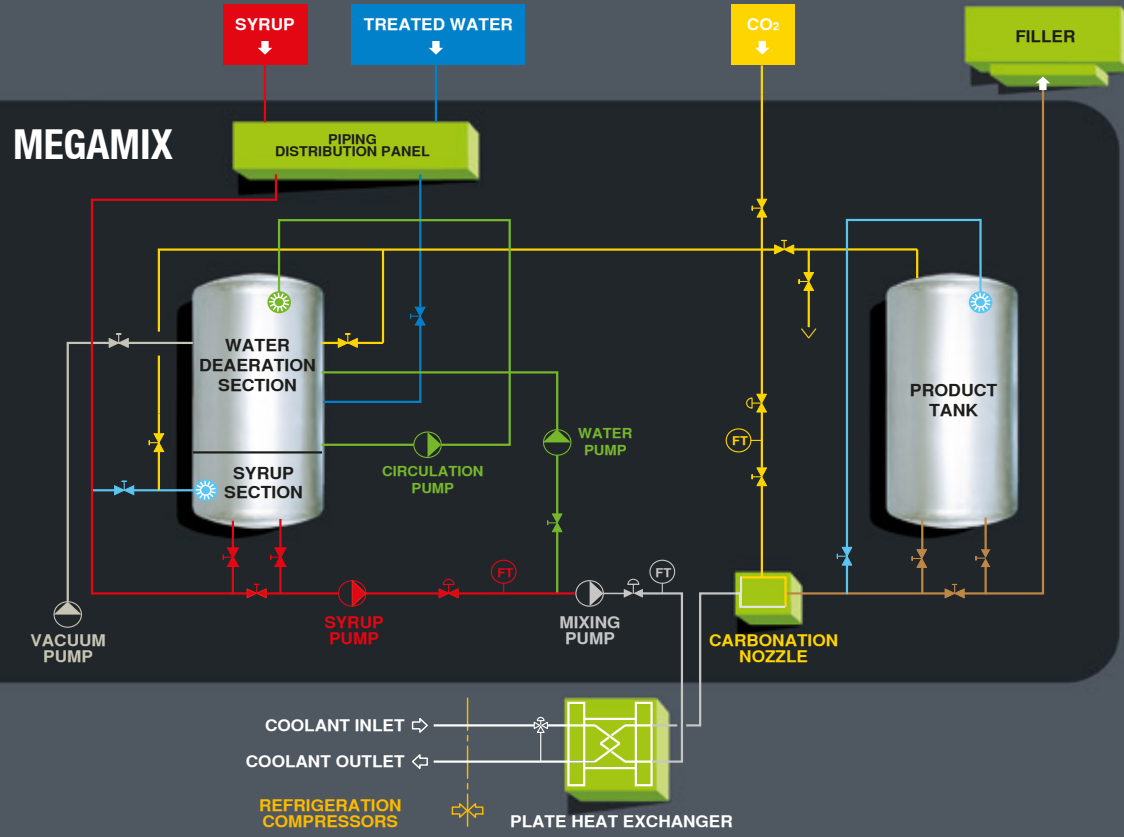 SYRUP
TREATED WATER
CO₂
FILLER
MEGAMIX
PIPING
DISTRIBUTION PANEL
WATER
DEAERATION
SECTION
SYRUP
SECTION
CIRCULATION
PUMP
WATER
PUMP
FT
PRODUCT
TANK
FT
FT
VACUUM
PUMP
SYRUP
PUMP
MIXING
PUMP
CARBONATION
NOZZLE
COOLANT INLET
COOLANT OUTLET
REFRIGERATION
COMPRESSORS
PLATE HEAT EXCHANGER